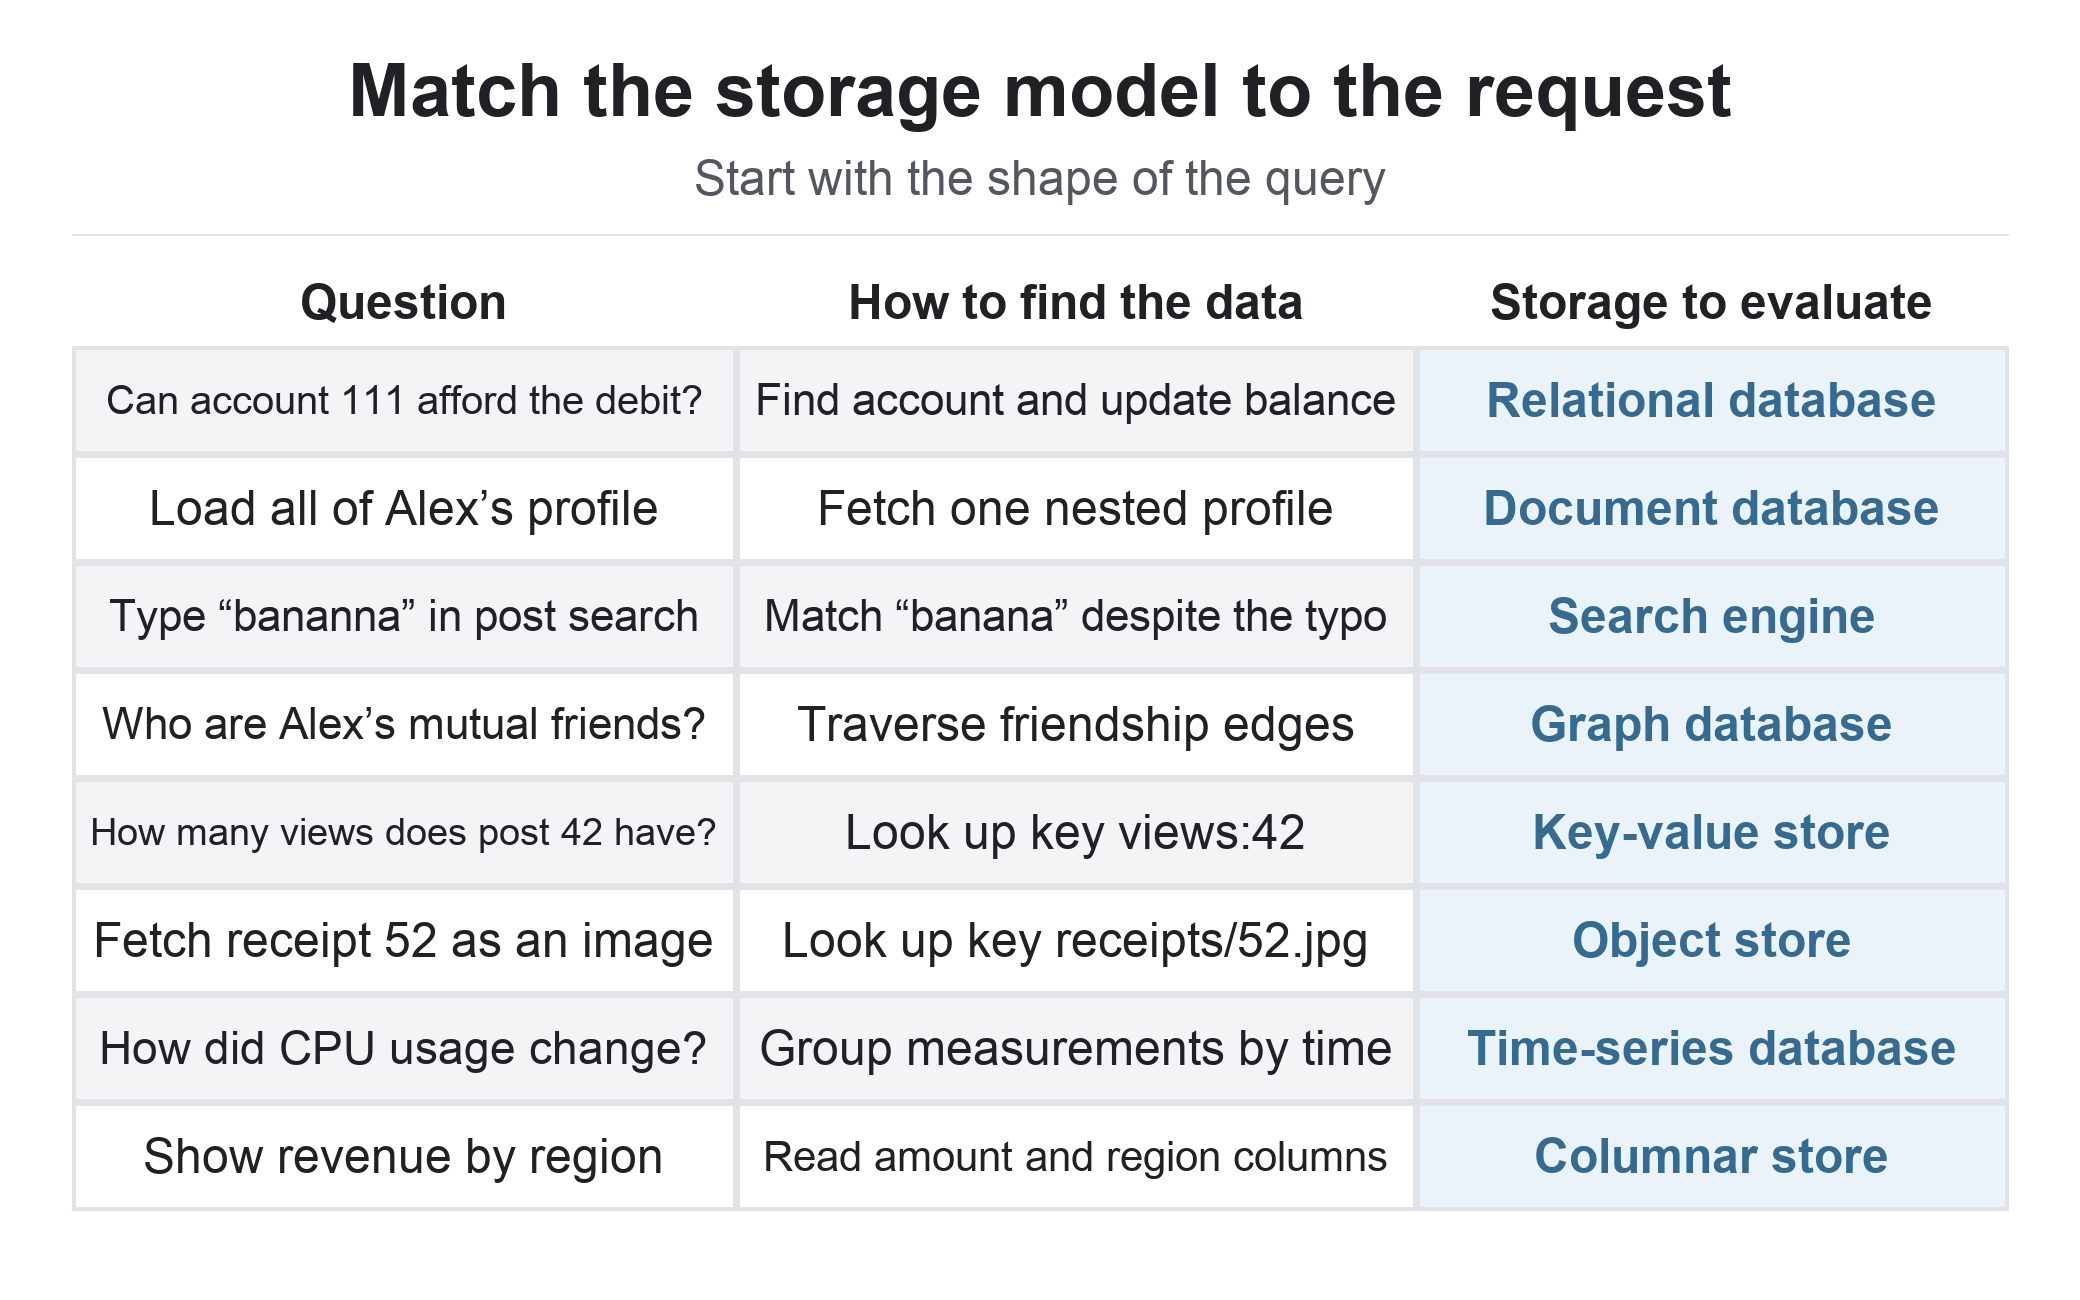 Match the storage model to the request
Start with the shape of the query
Question How to find the data Storage to evaluate
Can account 111 afford the debit? Find account and update balance Relational database
Load all of Alex’s profile Fetch one nested profile Document database
Type “bananna” in post search Match “banana” despite the typo Search engine
Who are Alex’s mutual friends? Traverse friendship edges Graph database
How many views does post 42 have? Look up key views:42 Key-value store
Fetch receipt 52 as an image Look up key receipts/52.jpg Object store
How did CPU usage change? Group measurements by time Time-series database
Show revenue by region Read amount and region columns Columnar store